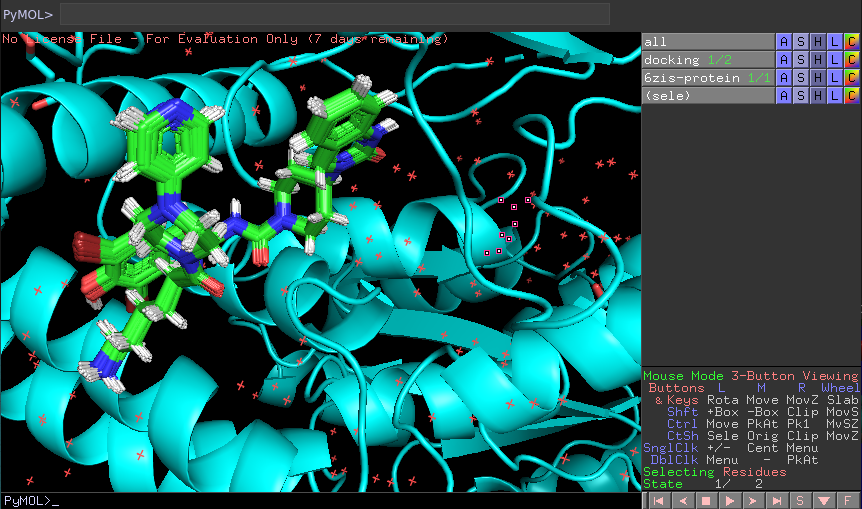 PyMOL>
No License File - For Evaluation Only (7 days remaining)
all A S H L C
docking 1/2 A S H L C
6zis-protein 1/1 A S H L C
(sele) A S H L C
Mouse Mode 3-Button Viewing
Buttons L M R Wheel
& Keys Rota Move MovZ Slab
Shft +Box -Box Clip MovS
Ctrl Move PkAt Pk1 MvSZ
CtSh Sele Orig Clip MovZ
SnglClk +/- Cent Menu
DblClk Menu - PkAt
Selecting Residues
State 1/ 2
PyMOL>_
S F